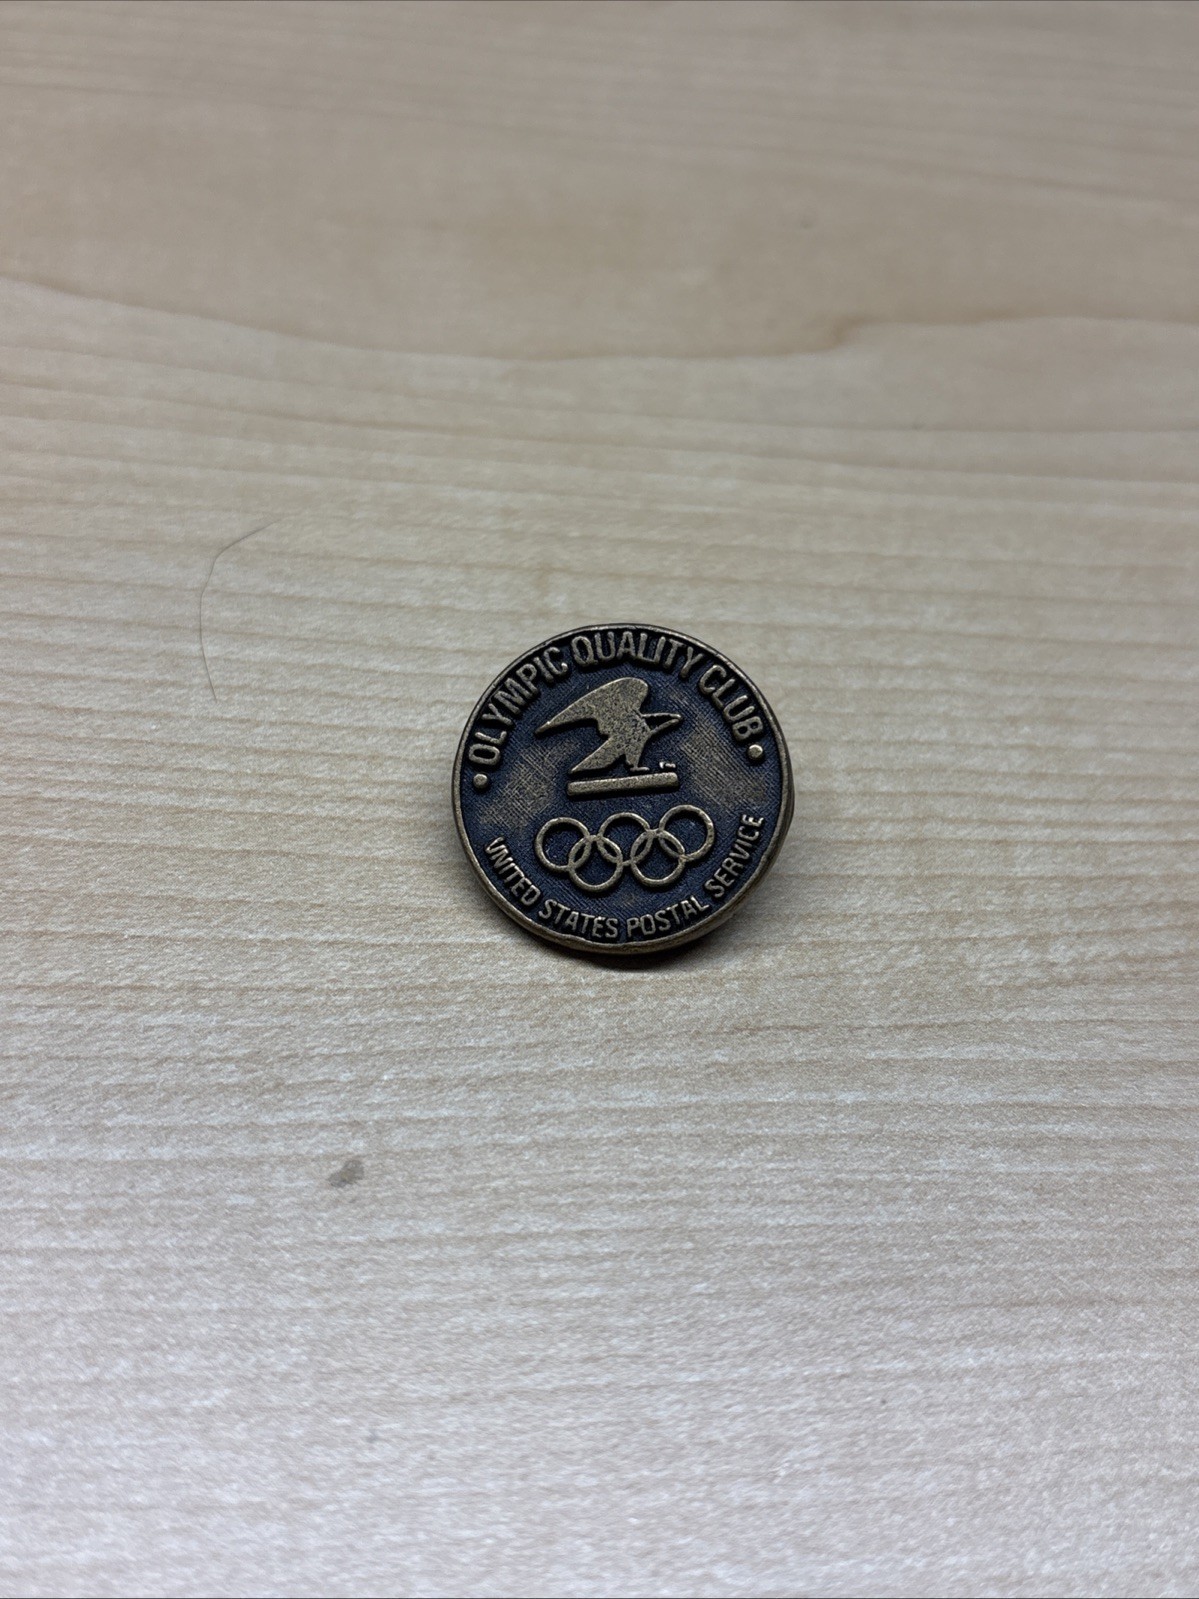 • OLYMPIC QUALITY CLUB •
UNITED STATES POSTAL SERVICE